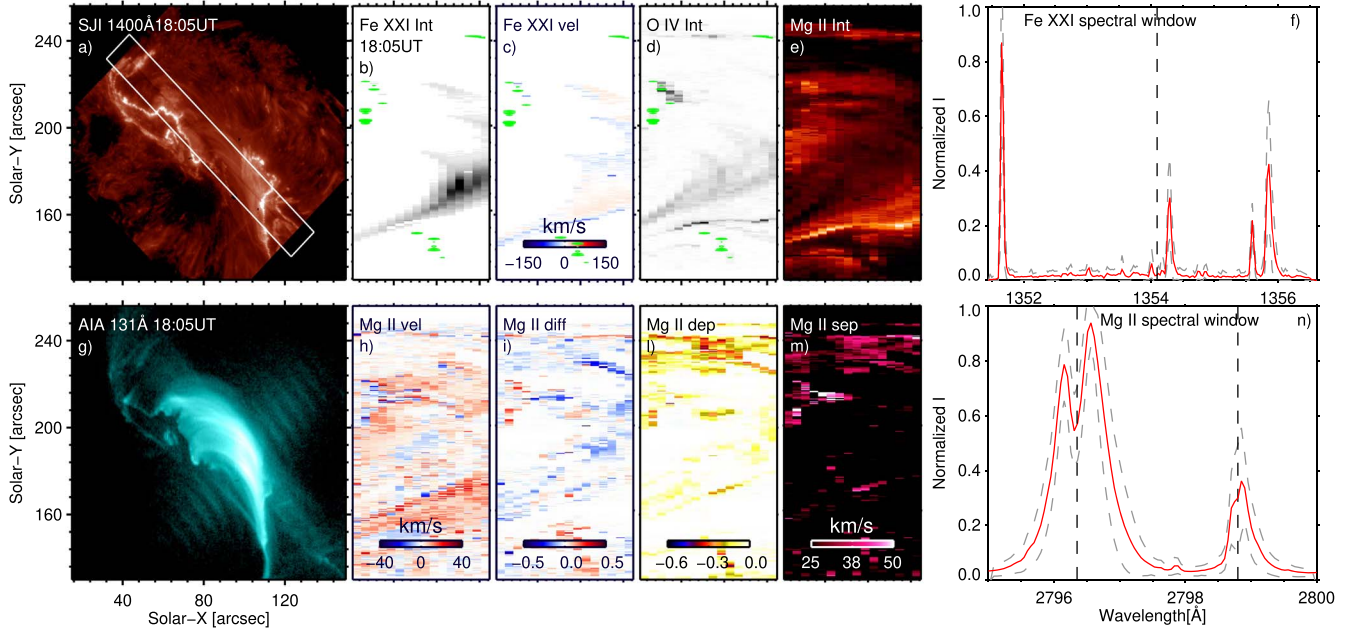 SJI 1400Å18:05UT
a)
Fe XXI Int
18:05UT
b)
Fe XXI vel
c)
km/s
−150 0 150
O IV Int
d)
Mg II Int
e)
Fe XXI spectral window
f)
240
200
160
Solar−Y [arcsec]
Normalized I
1.0
0.8
0.6
0.4
0.2
0.0
1352 1354 1356
AIA 131Å 18:05UT
g)
Mg II vel
h)
km/s
−40 0 40
Mg II diff
i)
−0.5 0.0 0.5
Mg II dep
l)
−0.6 −0.3 0.0
Mg II sep
m)
km/s
25 38 50
Mg II spectral window
n)
240
200
160
Solar−Y [arcsec]
40 80 120
Solar−X [arcsec]
Normalized I
1.0
0.8
0.6
0.4
0.2
0.0
2796 2798 2800
Wavelength[Å]